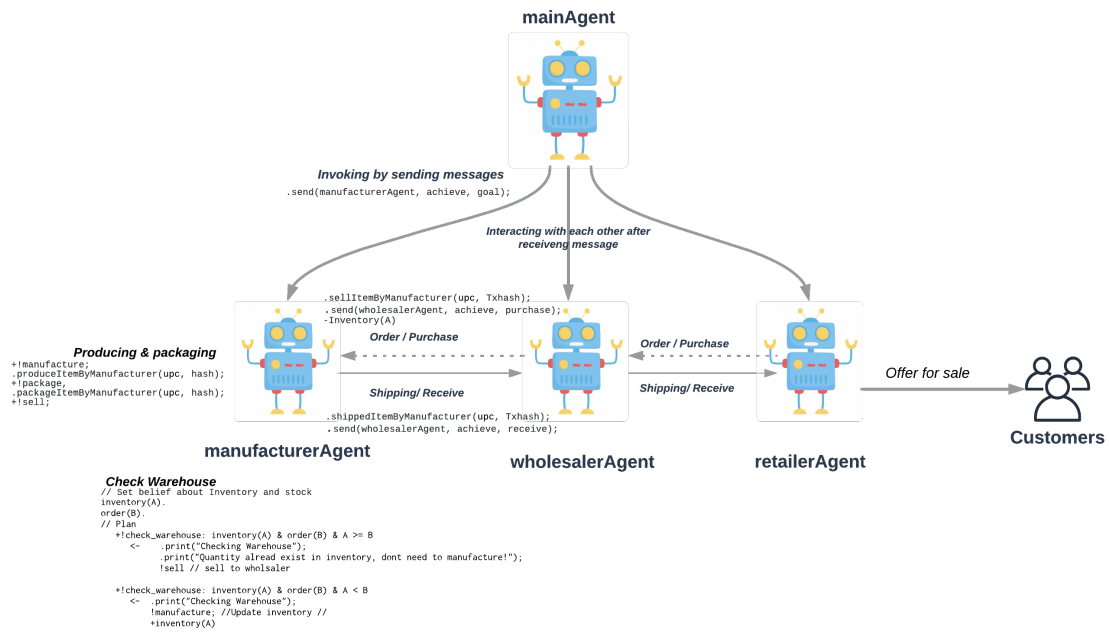 mainAgent
Invoking by sending messages
.send(manufacturerAgent, achieve, goal);
Interacting with each other after
receiveng message
.sellItemByManufacturer(upc, Txhash);
.send(wholesalerAgent, achieve, purchase);
-Inventory(A)
Order / Purchase
Order / Purchase
Producing & packaging
+!manufacture;
.produceItemByManufacturer(upc, hash);
+!package,
.packageItemByManufacturer(upc, hash);
+!sell;
Shipping/ Receive
Shipping/ Receive
Offer for sale
.shippedItemByManufacturer(upc, Txhash);
.send(wholesalerAgent, achieve, receive);
Customers
manufacturerAgent
wholesalerAgent
retailerAgent
Check Warehouse
// Set belief about Inventory and stock
inventory(A).
order(B).
// Plan
+!check_warehouse: inventory(A) & order(B) & A >= B
<- .print("Checking Warehouse");
.print("Quantity alread exist in inventory, dont need to manufacture!");
!sell // sell to wholsaler
+!check_warehouse: inventory(A) & order(B) & A < B
<- .print("Checking Warehouse");
!manufacture; //Update inventory //
+inventory(A)